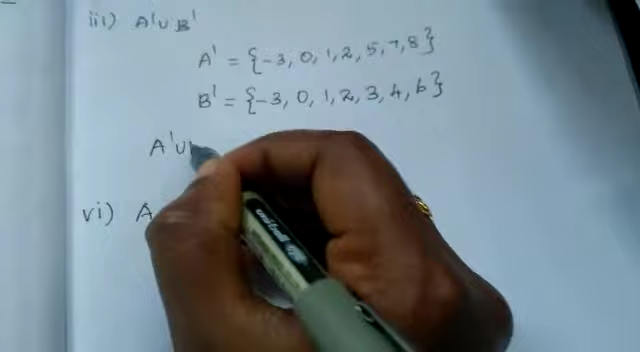 iii) A'∪B'
A' = {-3, 0, 1, 2, 5, 7, 8}
B' = {-3, 0, 1, 2, 3, 4, 6}
A'∪
vi) A